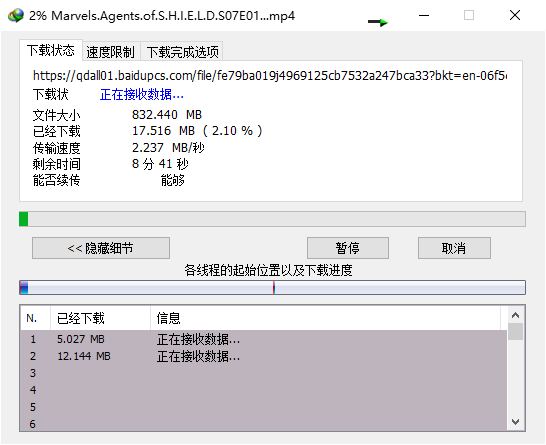 2% Marvels.Agents.of.S.H.I.E.L.D.S07E01...mp4
下载状态 速度限制 下载完成选项
https://qdall01.baidupcs.com/file/fe79ba019j4969125cb7532a247bca33?bkt=en-06f5c
下载状 正在接收数据...
文件大小 832.440 MB
已经下载 17.516 MB ( 2.10 % )
传输速度 2.237 MB/秒
剩余时间 8 分 41 秒
能否续传 能够
<< 隐藏细节 暂停 取消
各线程的起始位置以及下载进度
N. 已经下载 信息
1 5.027 MB 正在接收数据...
2 12.144 MB 正在接收数据...
3
4
5
6